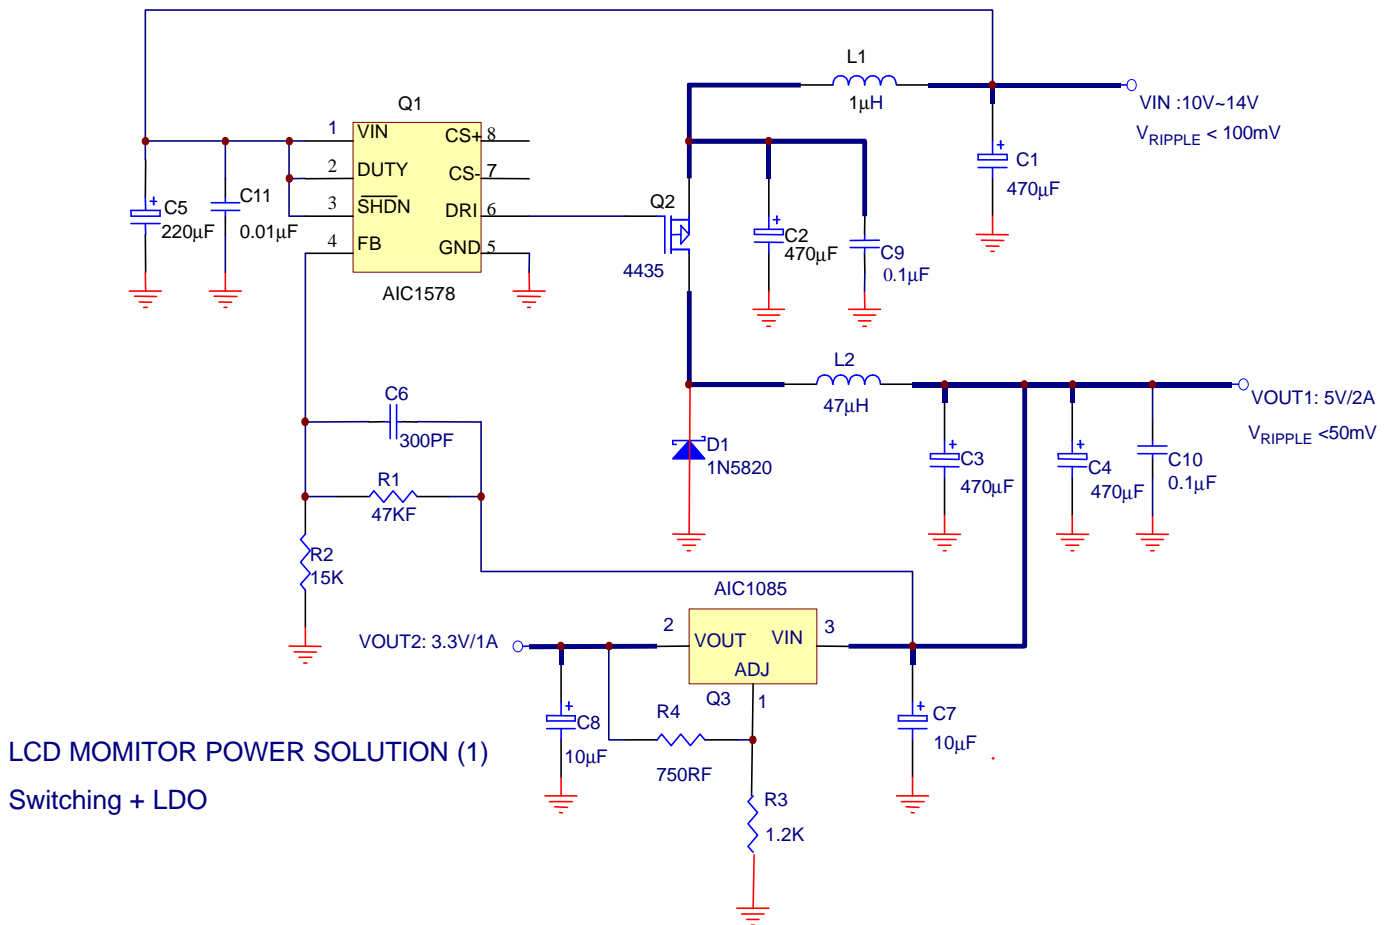 L1
1µH
VIN :10V~14V
VRIPPLE < 100mV
Q1
1
VIN
CS+
8
2
DUTY
CS-
7
3
SHDN
DRI
6
4
FB
GND
5
AIC1578
C5
220µF
C11
0.01µF
Q2
4435
C2
470µF
C9
0.1µF
C1
470µF
L2
47µH
VOUT1: 5V/2A
VRIPPLE <50mV
C6
300PF
D1
1N5820
C3
470µF
C4
470µF
C10
0.1µF
R1
47KF
R2
15K
AIC1085
VOUT2: 3.3V/1A
2
VOUT
VIN
3
ADJ
Q3
1
C8
10µF
R4
750RF
C7
10µF
R3
1.2K
LCD MOMITOR POWER SOLUTION (1)
Switching + LDO